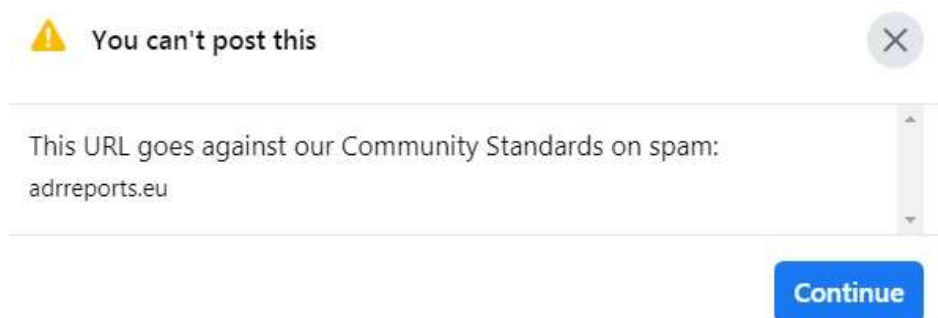 You can't post this
This URL goes against our Community Standards on spam:
adrreports.eu
Continue